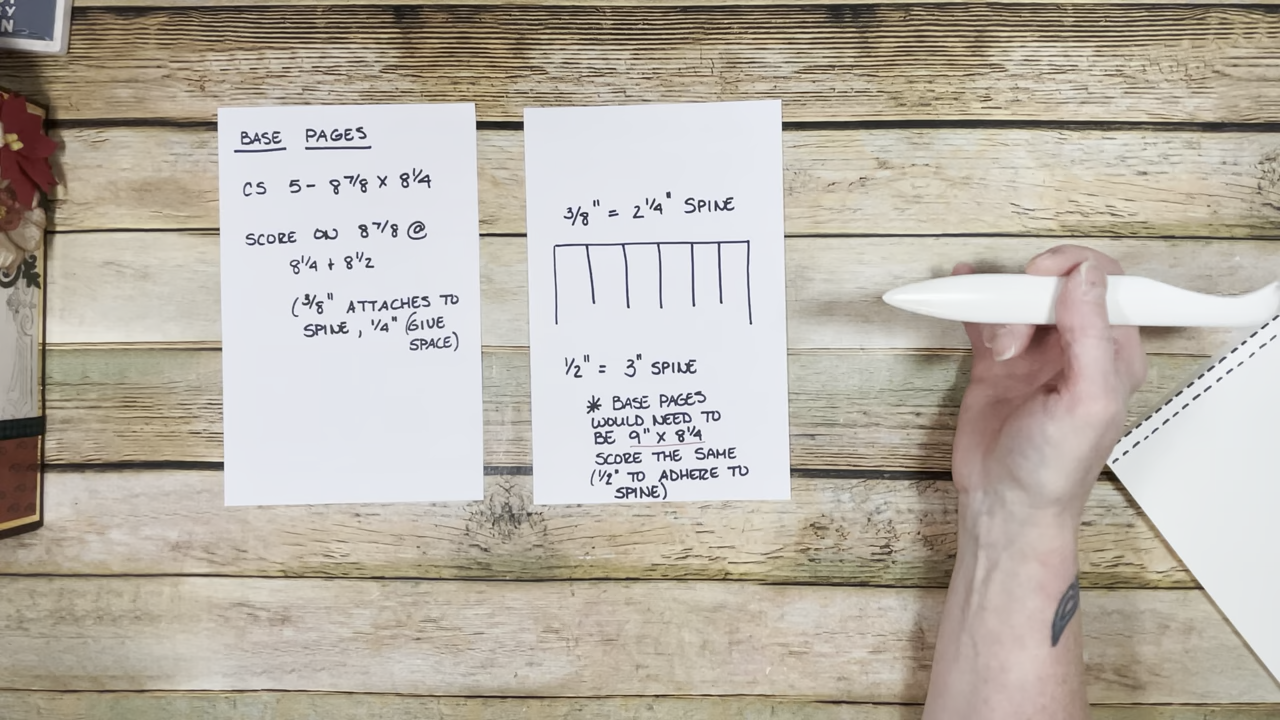 BASE PAGES
CS 5 - 8 7/8 X 8 1/4
SCORE ON 8 7/8 @
8 1/4 + 8 1/2
(3/8" ATTACHES TO
SPINE, 1/4" (GIVE
SPACE)
3/8" = 2 1/4" SPINE
1/2" = 3" SPINE
* BASE PAGES
WOULD NEED TO
BE 9" X 8 1/4
SCORE THE SAME
(1/2" TO ADHERE TO
SPINE)